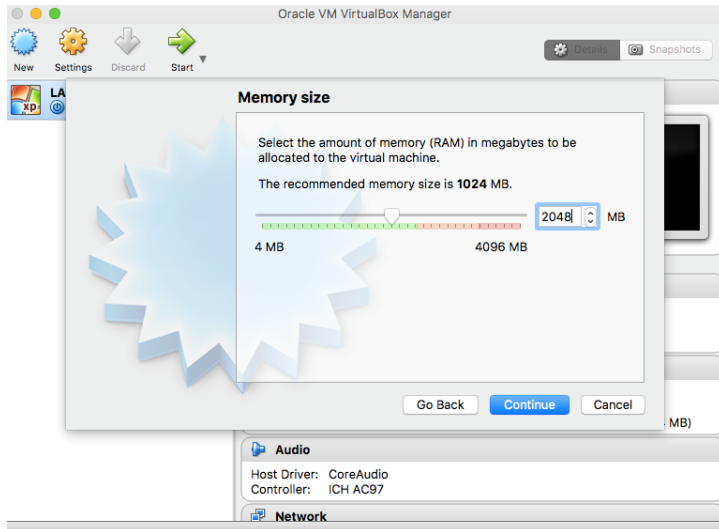 Oracle VM VirtualBox Manager
New Settings Discard Start
Details Snapshots
XP LA
Memory size
Select the amount of memory (RAM) in megabytes to be
allocated to the virtual machine.
The recommended memory size is 1024 MB.
2048 MB
4 MB 4096 MB
Go Back Continue Cancel
MB)
Audio
Host Driver: CoreAudio
Controller: ICH AC97
Network